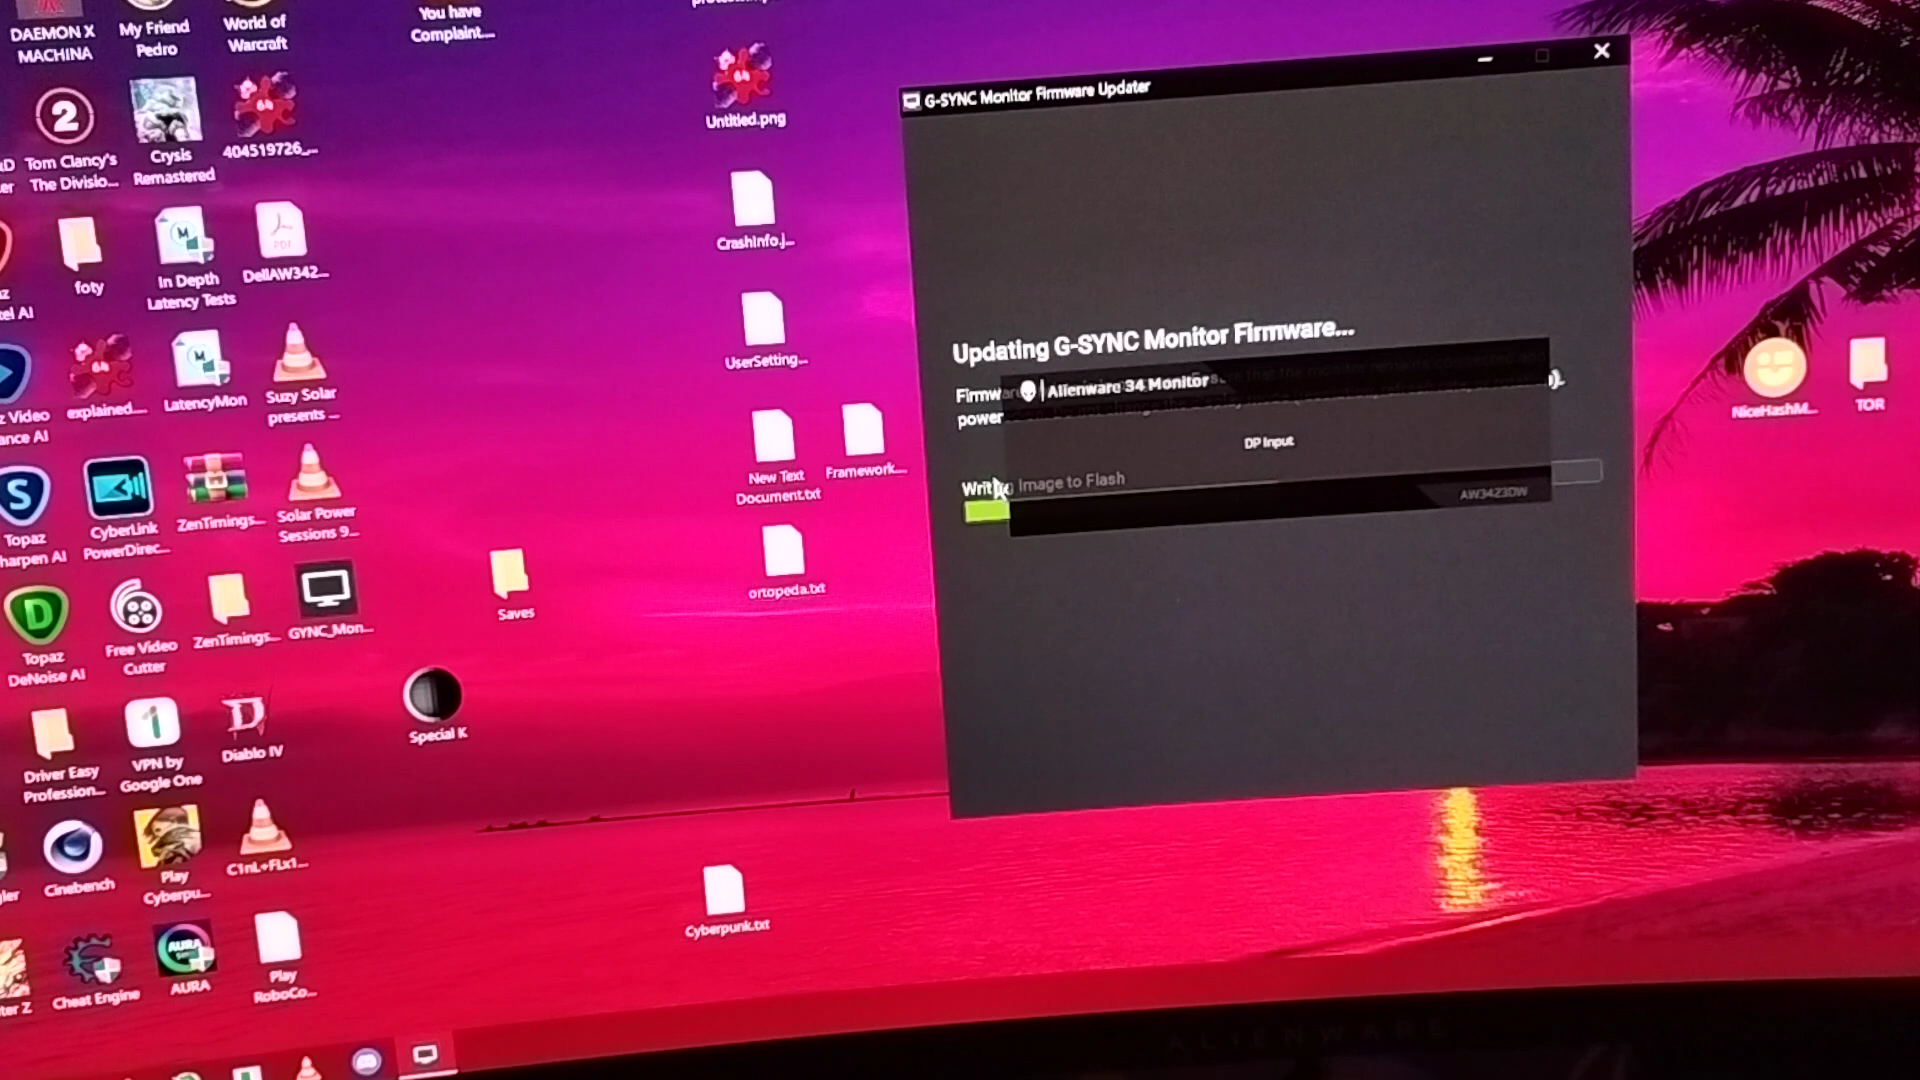 DAEMON X
MACHINA
My Friend
Pedro
World of
Warcraft
You have
Complaint....
Tom Clancy's
The Divisio...
Crysis
Remastered
404519726_...
Untitled.png
foty
In Depth
Latency Tests
DellAW342...
PDF
CrashInfo.j...
explained....
LatencyMon
Suzy Solar
presents ...
UserSetting...
Topaz
CyberLink
PowerDirec...
ZenTimings...
Solar Power
Sessions 9...
New Text
Document.txt
Framework....
Topaz
DeNoise AI
Free Video
Cutter
ZenTimings...
GYNC_Mon...
Saves
ortopeda.txt
Driver Easy
Profession...
VPN by
Google One
Diablo IV
Special K
Cinebench
Play
Cyberpu...
C1nL+FLx1...
Cyberpunk.txt
Cheat Engine
AURA
AURA
Play
RoboCo...
G-SYNC Monitor Firmware Updater
Updating G-SYNC Monitor Firmware...
Alienware 34 Monitor
power
DP Input
Writing Image to Flash
AW3423DW
NiceHashM...
TOR
ALIENWARE